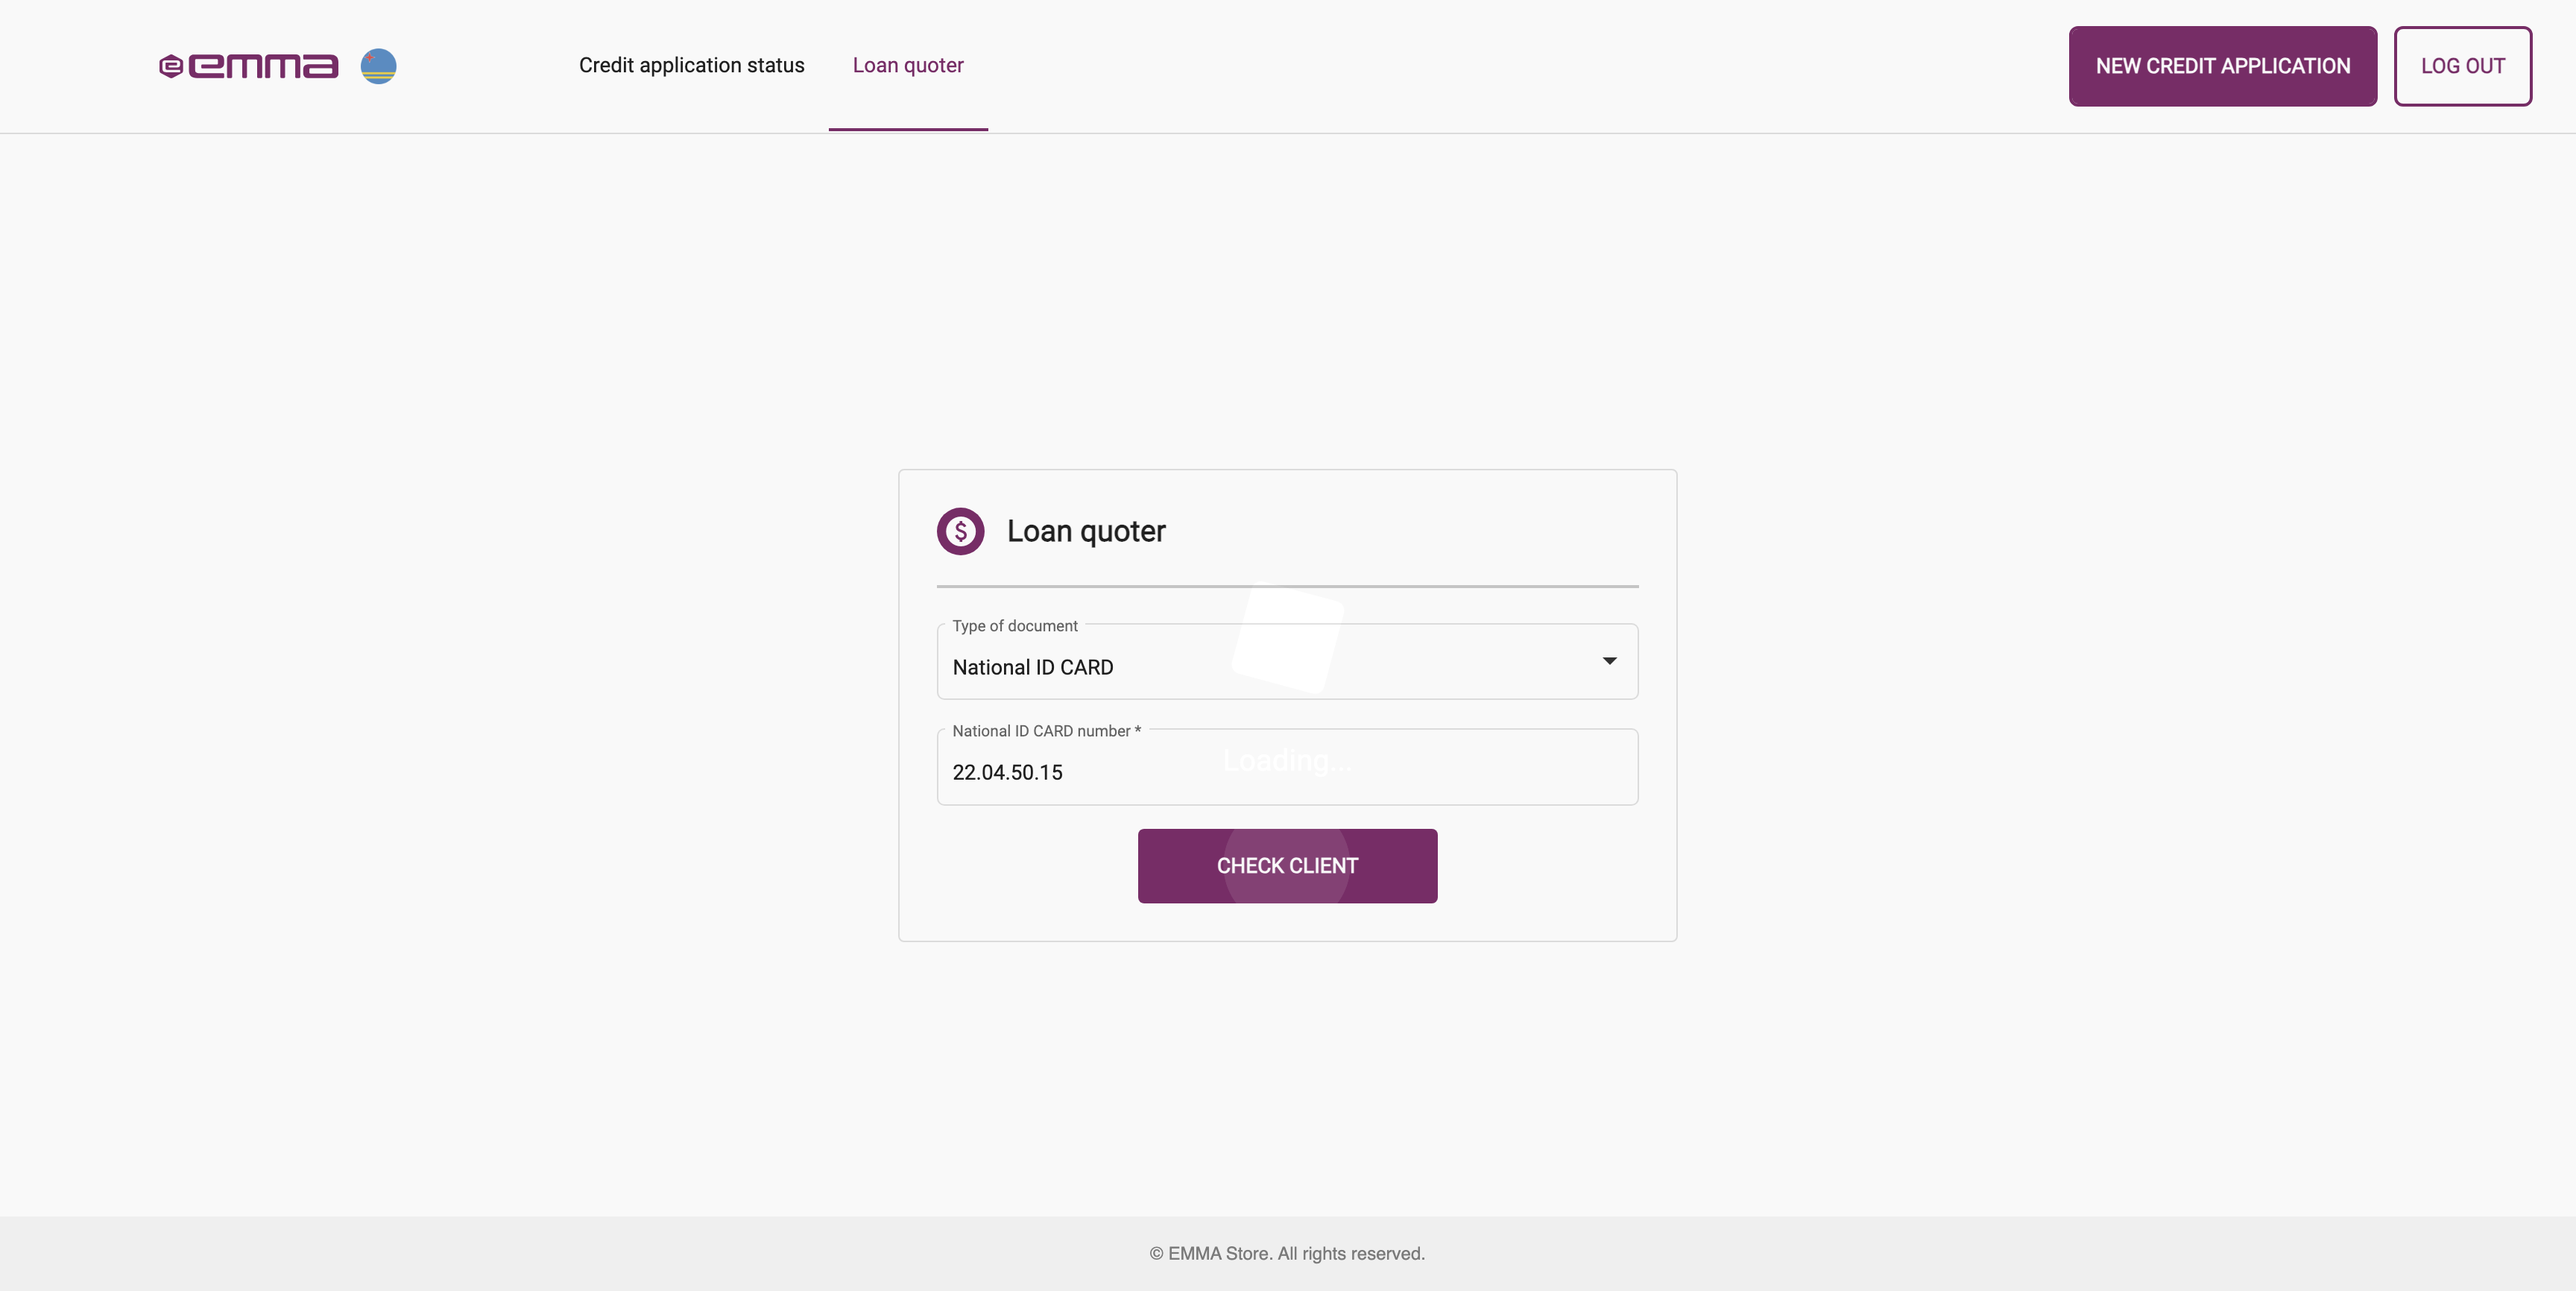 emma
Credit application status
Loan quoter
NEW CREDIT APPLICATION
LOG OUT
Loan quoter
Type of document
National ID CARD
National ID CARD number *
22.04.50.15
Loading...
CHECK CLIENT
© EMMA Store. All rights reserved.